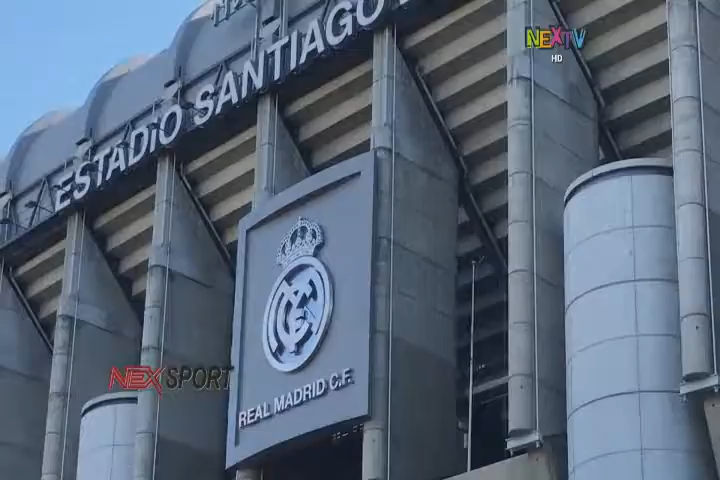 NEXTV
HD
ESTADIO SANTIAGO
NEX SPORT
REAL MADRID C.F.